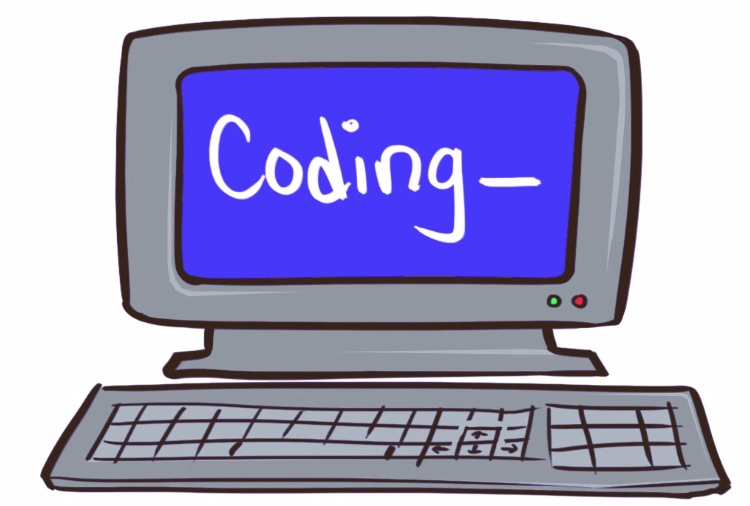 Coding_
← ↑ ↓ →